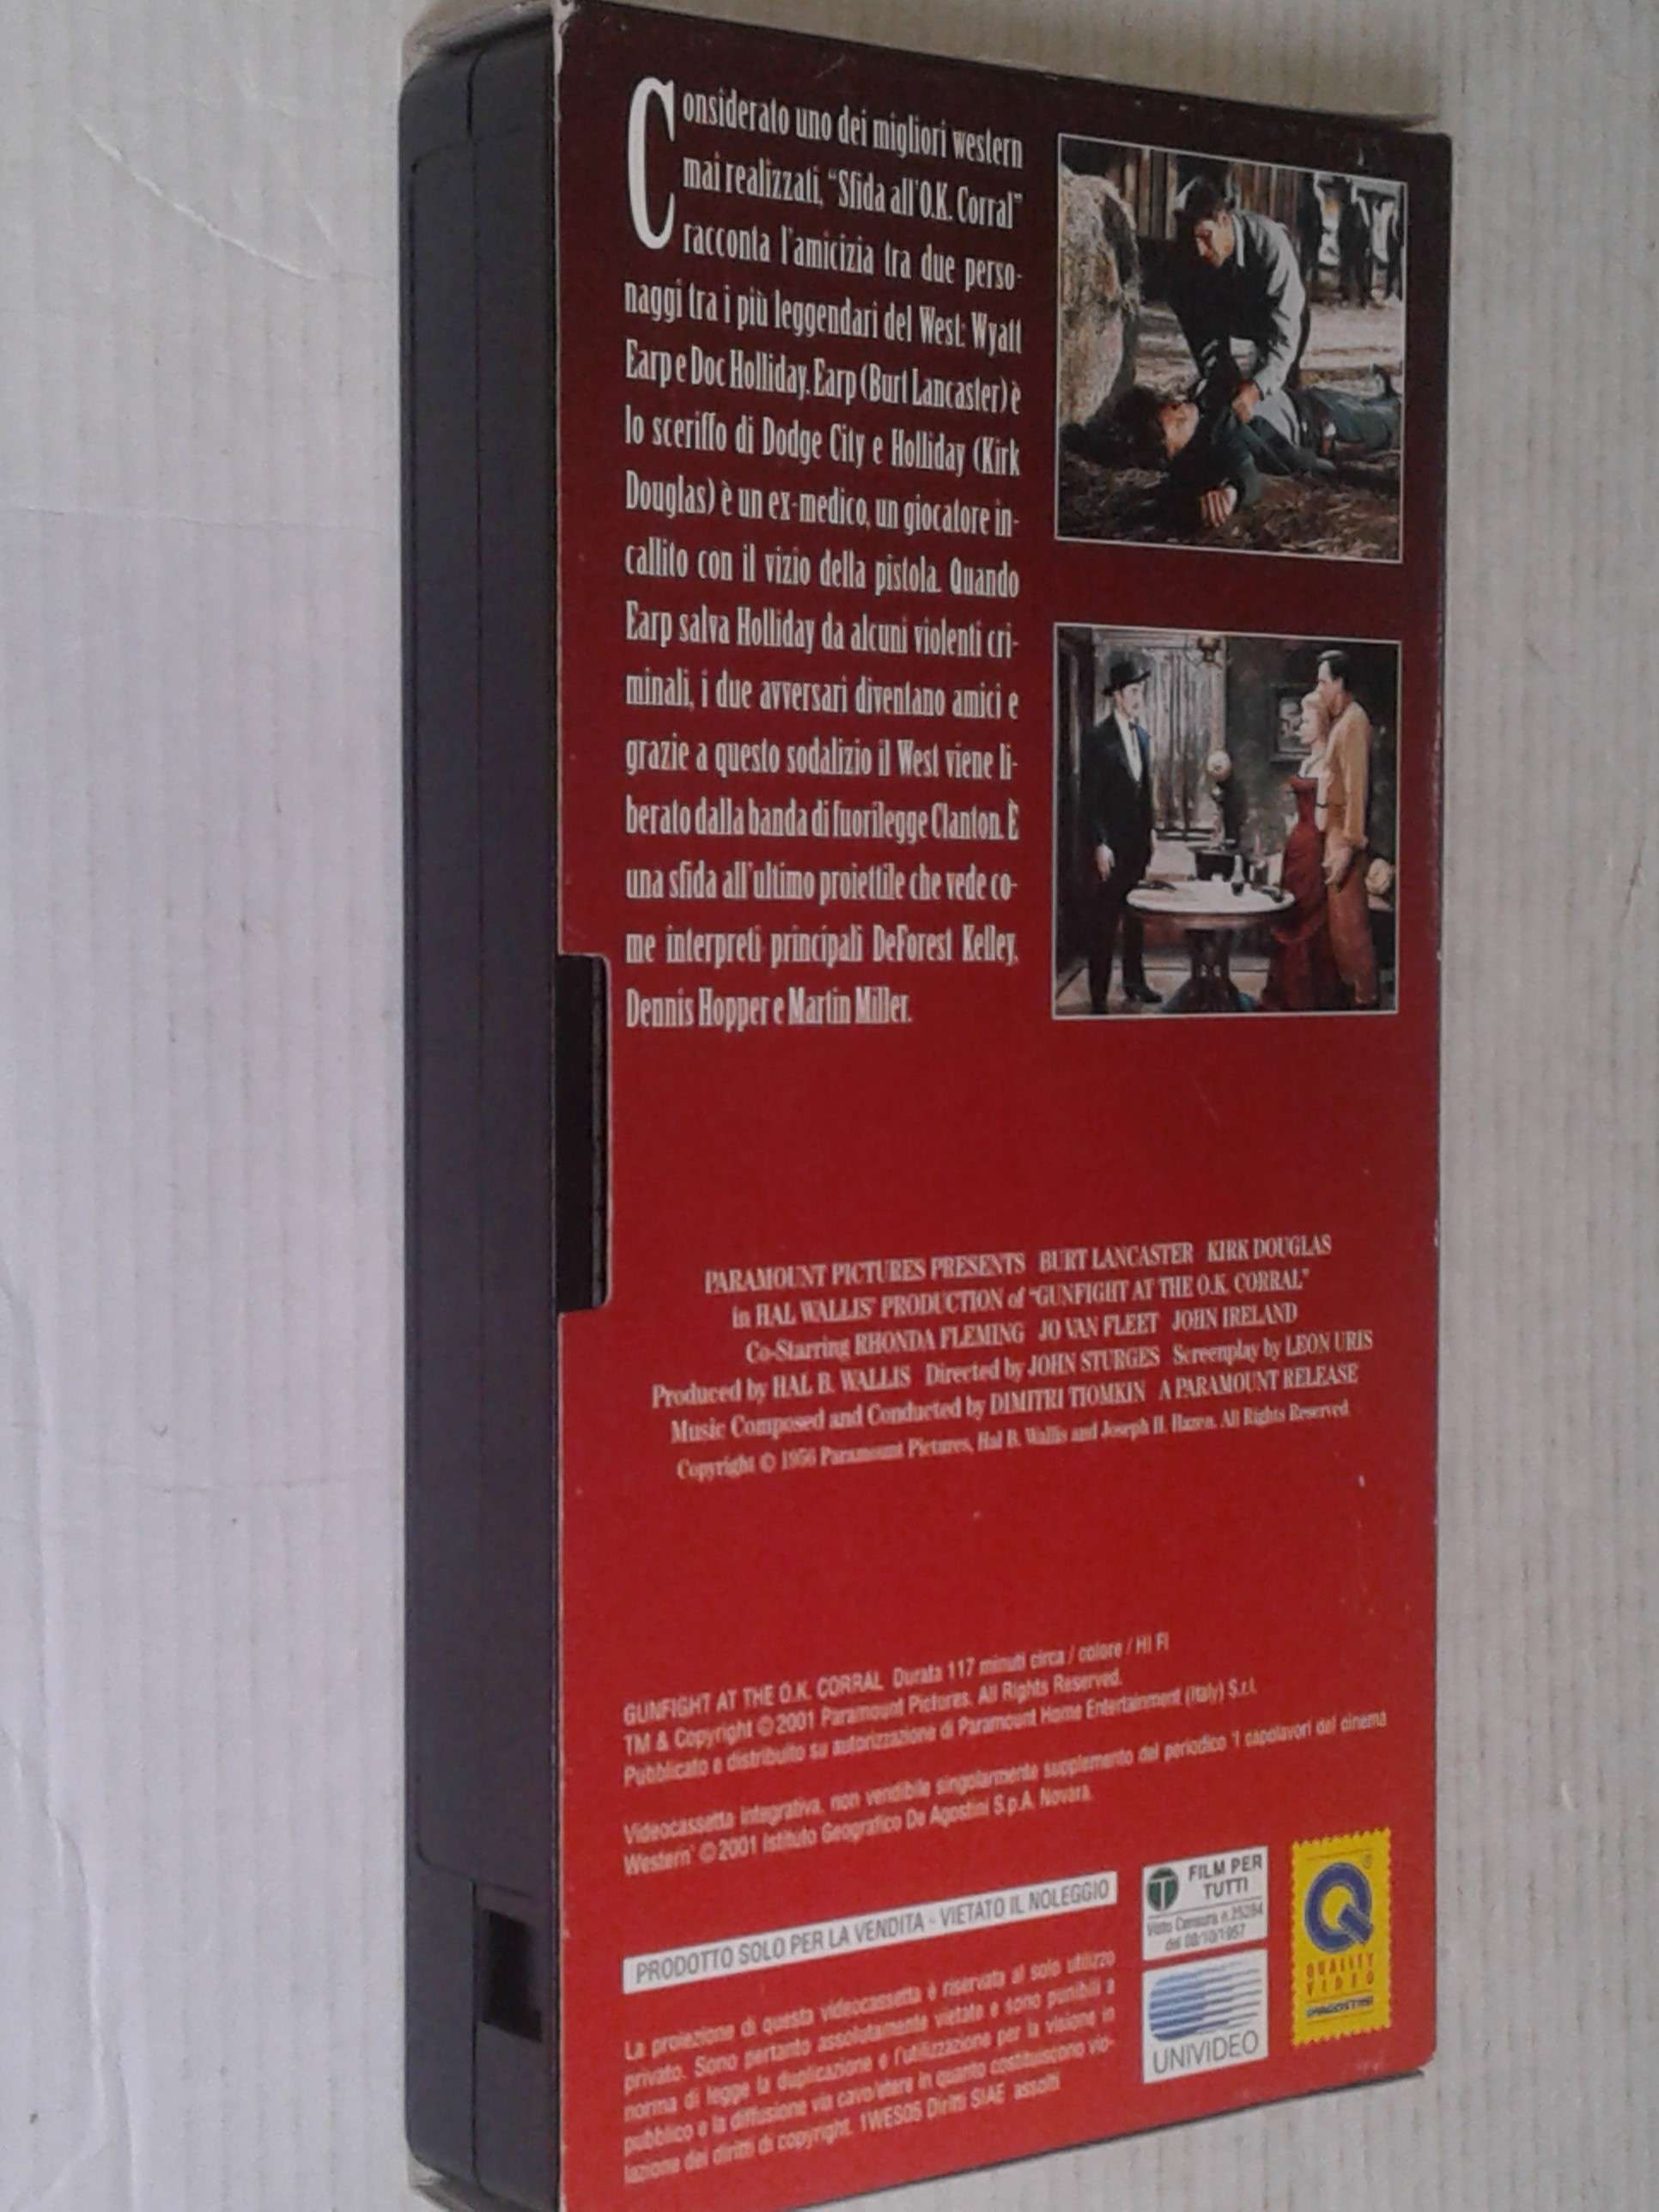 Considerato uno dei migliori western
mai realizzati, “Sfida all'O.K. Corral”
racconta l'amicizia tra due perso-
naggi tra i più leggendari del West: Wyatt
Earp e Doc Holliday. Earp (Burt Lancaster) è
lo sceriffo di Dodge City e Holliday (Kirk
Douglas) è un ex-medico, un giocatore in-
callito con il vizio della pistola. Quando
Earp salva Holliday da alcuni violenti cri-
minali, i due avversari diventano amici e
grazie a questo sodalizio il West viene li-
berato dalla banda di fuorilegge Clanton. È
una sfida all'ultimo proiettile che vede co-
me interpreti principali DeForest Kelley,
Dennis Hopper e Martin Miller.
PARAMOUNT PICTURES PRESENTS BURT LANCASTER KIRK DOUGLAS
in HAL WALLIS' PRODUCTION of “GUNFIGHT AT THE O.K. CORRAL”
Co-Starring RHONDA FLEMING JO VAN FLEET JOHN IRELAND
Produced by HAL B. WALLIS Directed by JOHN STURGES Screenplay by LEON URIS
Music Composed and Conducted by DIMITRI TIOMKIN A PARAMOUNT RELEASE
Copyright © 1956 Paramount Pictures, Hal B. Wallis and Joseph H. Hazen. All Rights Reserved.
GUNFIGHT AT THE O.K. CORRAL Durata 117 minuti circa / colore / HI FI
TM & Copyright © 2001 Paramount Pictures. All Rights Reserved.
Pubblicato e distribuito su autorizzazione di Paramount Home Entertainment (Italy) S.r.l.
Videocassetta integrativa, non vendibile singolarmente supplemento del periodico 'I capolavori del cinema
Western' © 2001 Istituto Geografico De Agostini S.p.A. Novara.
PRODOTTO SOLO PER LA VENDITA - VIETATO IL NOLEGGIO
La proiezione di questa videocassetta è riservata al solo utilizzo
privato. Sono pertanto assolutamente vietate e sono punibili a
norma di legge la duplicazione e l'utilizzazione per la visione in
pubblico e la diffusione via cavo/etere in quanto costituiscono vio-
lazione dei diritti di copyright. 1WES05 Diritti SIAE assolti
T FILM PER
TUTTI
Visto Censura n.25284
del 08/10/1957
UNIVIDEO
Q®
QUALITY
VIDEO
DEAGOSTINI